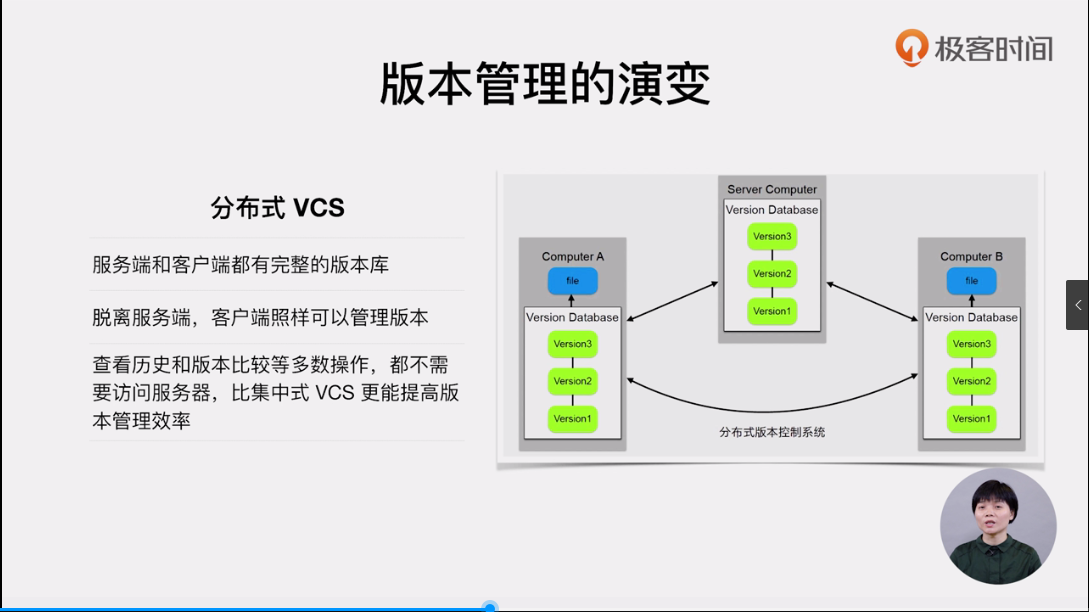 极客时间
版本管理的演变
分布式 VCS
服务端和客户端都有完整的版本库
脱离服务端，客户端照样可以管理版本
查看历史和版本比较等多数操作，都不需
要访问服务器，比集中式 VCS 更能提高版
本管理效率
Server Computer
Version Database
Version3
Version2
Version1
Computer A
file
Version Database
Version3
Version2
Version1
Computer B
file
Version Database
Version3
Version2
Version1
分布式版本控制系统